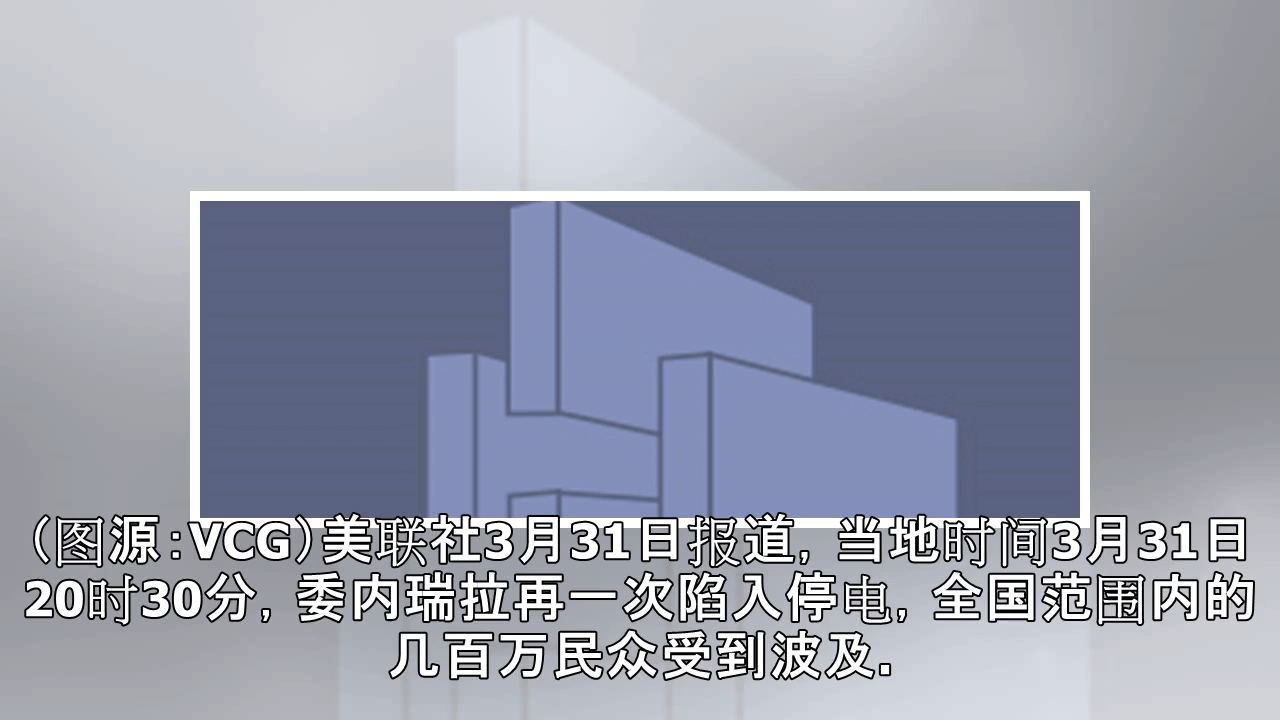 （图源:VCG）美联社3月31日报道, 当地时间3月31日
20时30分, 委内瑞拉再一次陷入停电, 全国范围内的
几百万民众受到波及.